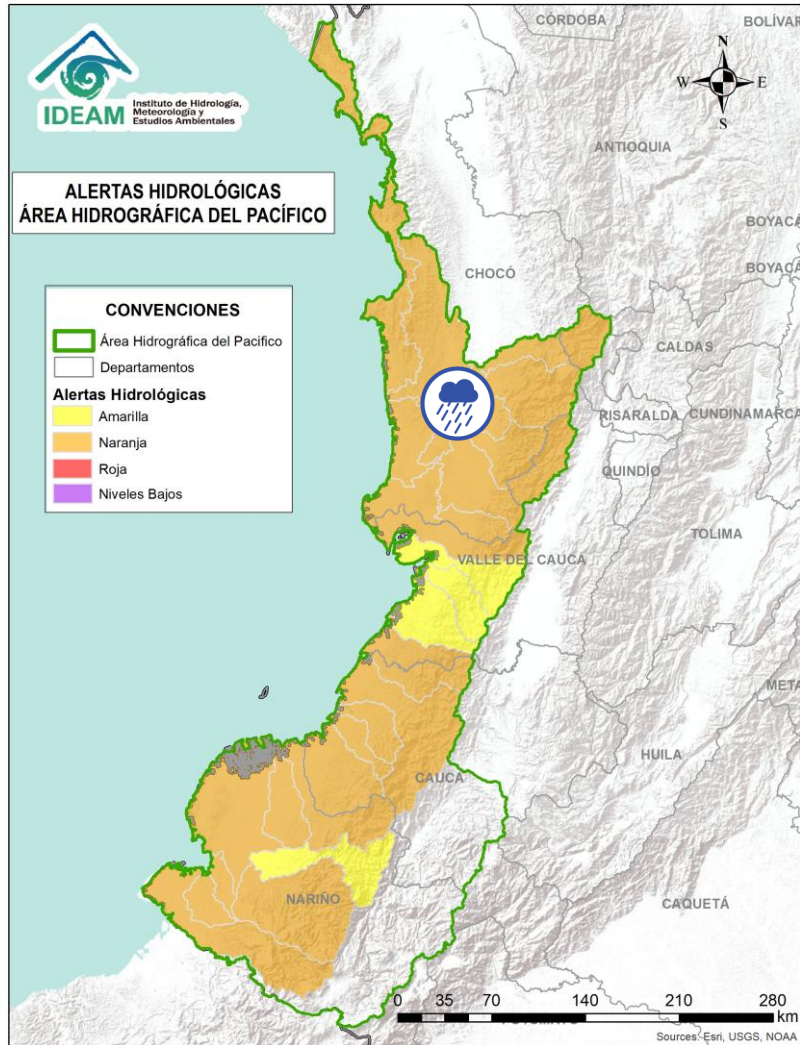 CÓRDOBA
BOLÍVAR
N
W
E
S
IDEAM
Instituto de Hidrología,
Meteorología y
Estudios Ambientales
ANTIOQUIA
ALERTAS HIDROLÓGICAS
ÁREA HIDROGRÁFICA DEL PACÍFICO
BOYACÁ
BOYACÁ
CHOCÓ
CONVENCIONES
Área Hidrográfica del Pacifico
Departamentos
Alertas Hidrológicas
Amarilla
Naranja
Roja
Niveles Bajos
CALDAS
RISARALDA
CUNDINAMARCA
QUINDÍO
TOLIMA
VALLE DEL CAUCA
META
HUILA
CAUCA
NARIÑO
CAQUETÁ
0 35 70 140 210 280
km
Sources: Esri, USGS, NOAA